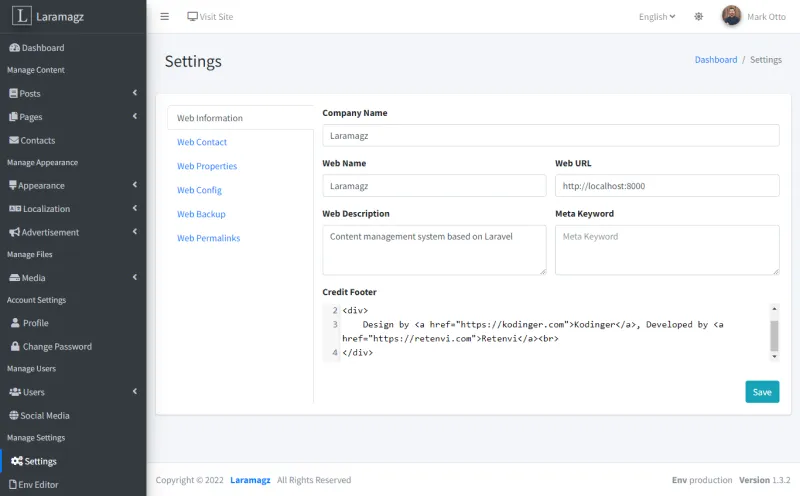 L Laramagz
Visit Site
English
Mark Otto
Dashboard
Manage Content
Posts
Pages
Contacts
Manage Appearance
Appearance
Localization
Advertisement
Manage Files
Media
Account Settings
Profile
Change Password
Manage Users
Users
Social Media
Manage Settings
Settings
Env Editor
Settings
Dashboard / Settings
Web Information
Web Contact
Web Properties
Web Config
Web Backup
Web Permalinks
Company Name
Laramagz
Web Name
Web URL
Laramagz
http://localhost:8000
Web Description
Meta Keyword
Content management system based on Laravel
Meta Keyword
Credit Footer
2 <div>
3 Design by <a href="https://kodinger.com">Kodinger</a>, Developed by <a
href="https://retenvi.com">Retenvi</a><br>
4 </div>
Save
Copyright © 2022 Laramagz All Rights Reserved
Env production Version 1.3.2